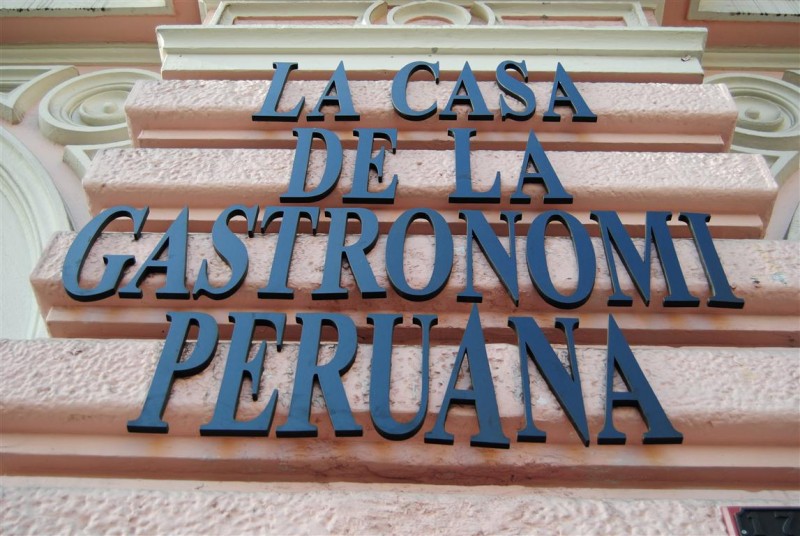 LA CASA
DE LA
GASTRONOMI
PERUANA